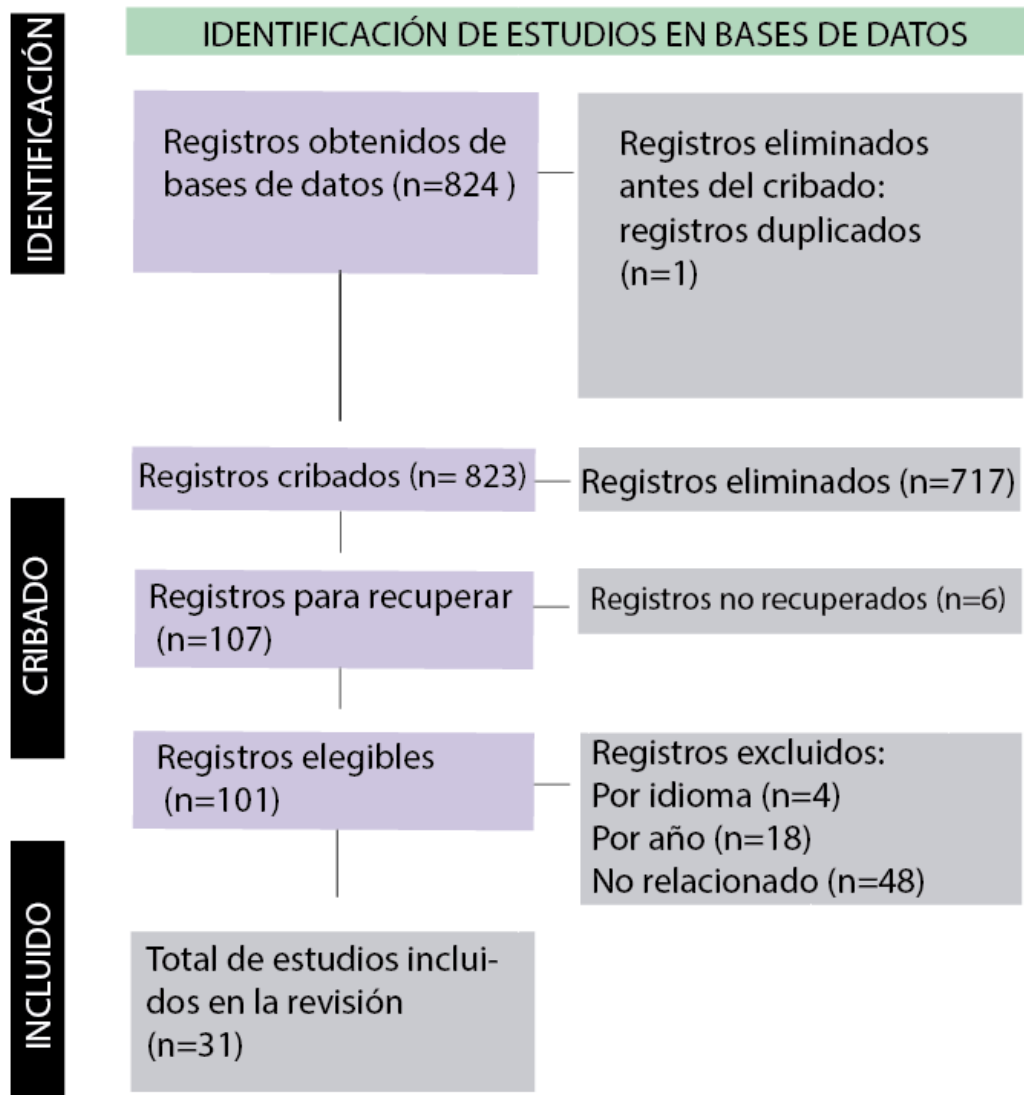 IDENTIFICACIÓN DE ESTUDIOS EN BASES DE DATOS
IDENTIFICACIÓN
Registros obtenidos de
bases de datos (n=824 )
Registros eliminados
antes del cribado:
registros duplicados
(n=1)
CRIBADO
Registros cribados (n= 823)
Registros eliminados (n=717)
Registros para recuperar
(n=107)
Registros no recuperados (n=6)
Registros elegibles
(n=101)
Registros excluidos:
Por idioma (n=4)
Por año (n=18)
No relacionado (n=48)
INCLUIDO
Total de estudios inclui-
dos en la revisión
(n=31)